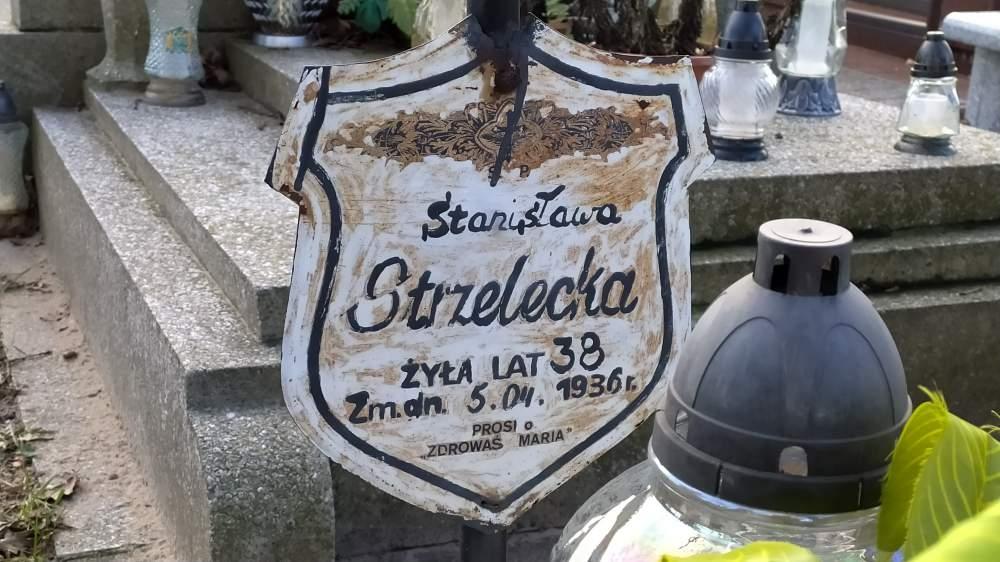 Ś P
Stanisława
Strzelecka
ŻYŁA LAT 38
Zm.dn. 5.04. 1936 r.
PROSI o
„ZDROWAŚ MARIA"